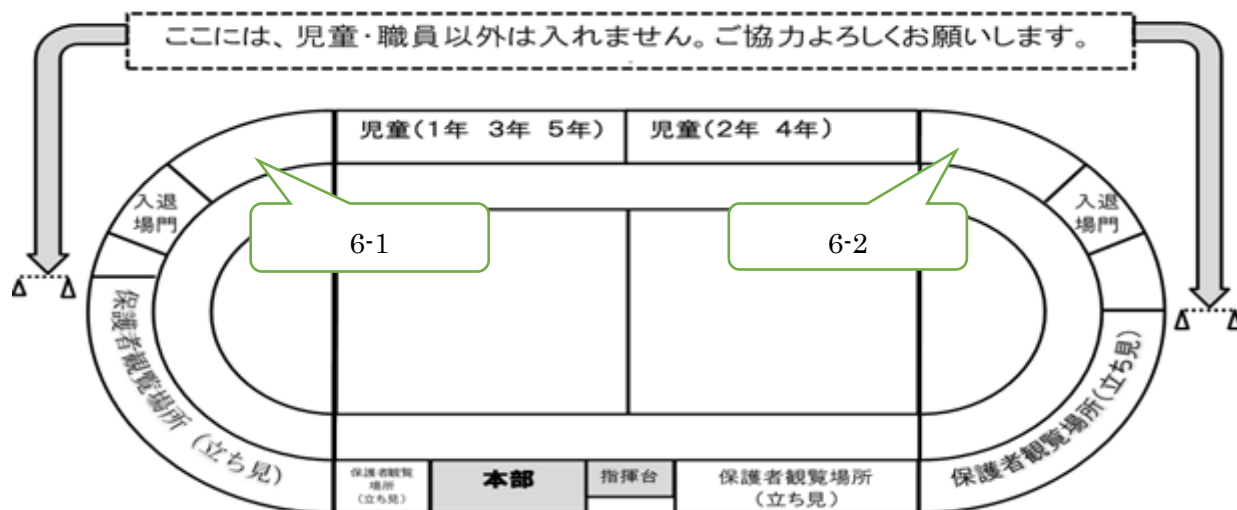 ここには、児童・職員以外は入れません。ご協力よろしくお願いします。
児童(1年 3年 5年)
児童(2年 4年)
入退
場門
入退
場門
6-1
6-2
保護者観覧場所 (立ち見)
保護者観覧場所(立ち見)
保護者観覧
場所
(立ち見)
本部
指揮台
保護者観覧場所
(立ち見)